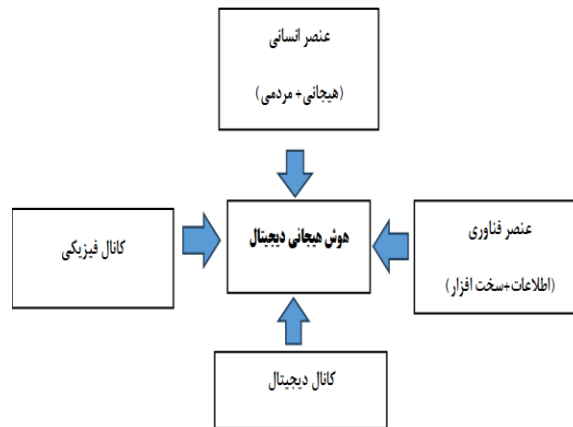 عنصر انسانی
(هیجانی+ مردمی)
هوش هیجانی دیجیتال
عنصر فناوری
(اطلاعات+سخت افزار)
کانال فیزیکی
کانال دیجیتال